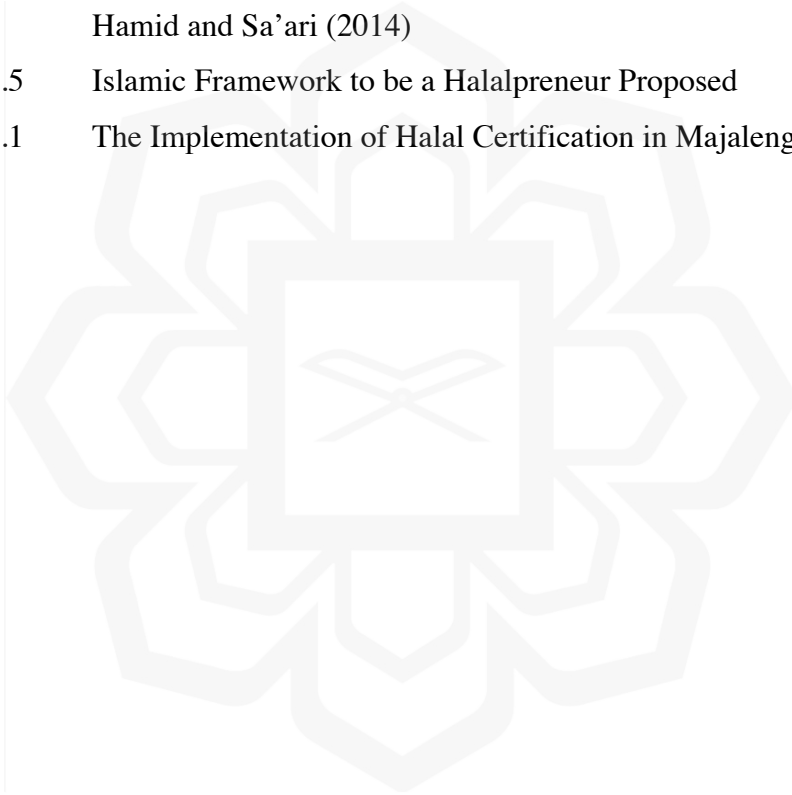 Hamid and Sa’ari (2014)
.5 Islamic Framework to be a Halalpreneur Proposed
.1 The Implementation of Halal Certification in Majaleng